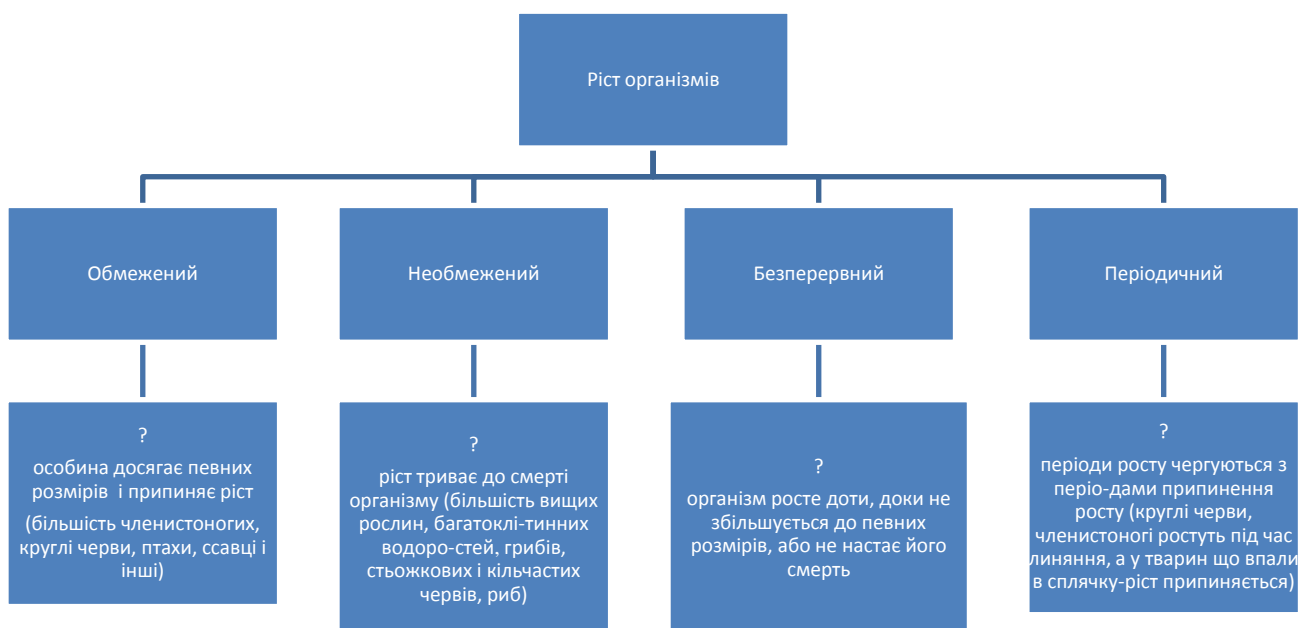 Ріст організмів
Обмежений
Необмежений
Безперервний
Періодичний
?
особина досягає певних
розмірів і припиняє ріст
(більшість членистоногих,
круглі черви, птахи, ссавці і
інші)
?
ріст триває до смерті
організму (більшість вищих
рослин, багатоклі-тинних
водоро-стей, грибів,
стьожкових і кільчастих
червів, риб)
?
організм росте доти, доки не
збільшується до певних
розмірів, або не настає його
смерть
?
періоди росту чергуються з
періо-дами припинення
росту (круглі черви,
членистоногі ростуть під час
линяння, а у тварин що впали
в сплячку-ріст припиняється)